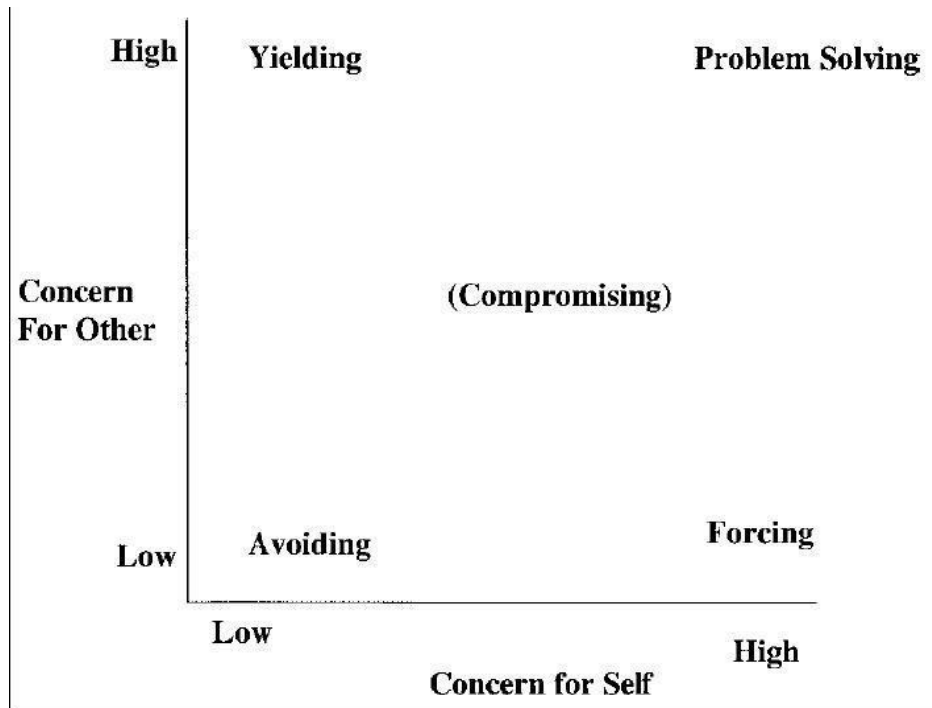 High
Yielding
Problem Solving
Concern
For Other
(Compromising)
Low
Avoiding
Forcing
Low
High
Concern for Self